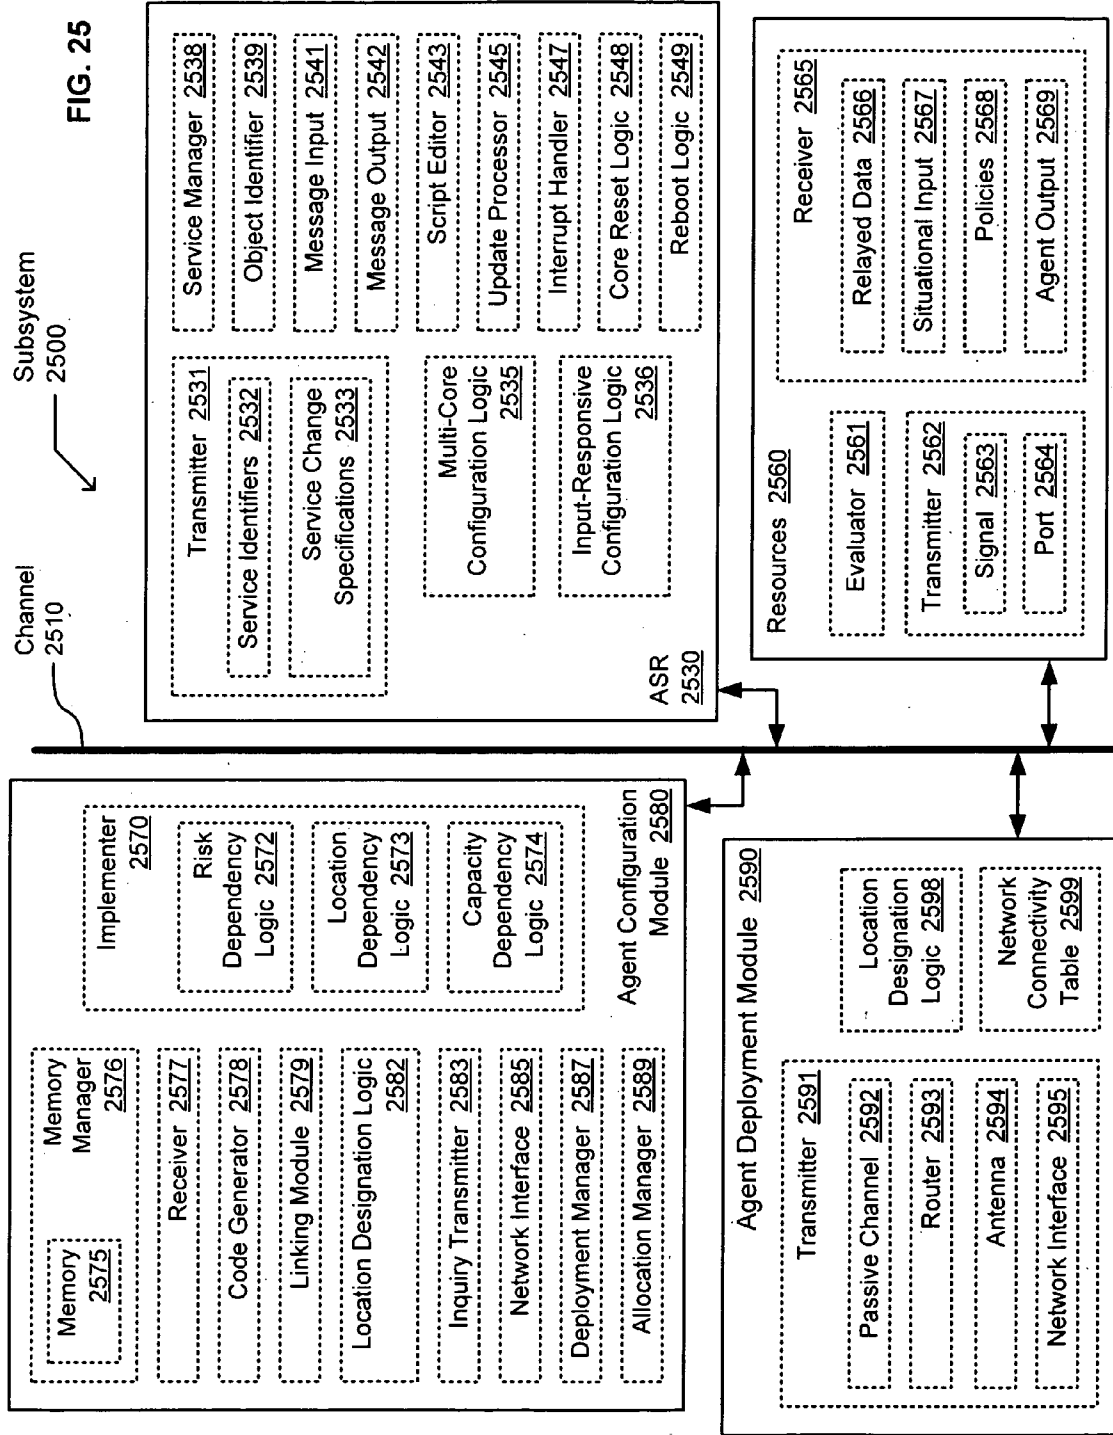 FIG. 25
Subsystem
2500
Channel
2510
Memory
Manager
2576
Memory
2575
Receiver 2577
Code Generator 2578
Linking Module 2579
Location Designation Logic
2582
Inquiry Transmitter 2583
Network Interface 2585
Deployment Manager 2587
Allocation Manager 2589
Implementer
2570
Risk
Dependency
Logic 2572
Location
Dependency
Logic 2573
Capacity
Dependency
Logic 2574
Agent Configuration
Module 2580
Transmitter 2531
Service Identifiers 2532
Service Change
Specifications 2533
Multi-Core
Configuration Logic
2535
Input-Responsive
Configuration Logic
2536
ASR
2530
Service Manager 2538
Object Identifier 2539
Message Input 2541
Message Output 2542
Script Editor 2543
Update Processor 2545
Interrupt Handler 2547
Core Reset Logic 2548
Reboot Logic 2549
Agent Deployment Module 2590
Transmitter 2591
Passive Channel 2592
Router 2593
Antenna 2594
Network Interface 2595
Location
Designation
Logic 2598
Network
Connectivity
Table 2599
Resources 2560
Evaluator 2561
Transmitter 2562
Signal 2563
Port 2564
Receiver 2565
Relayed Data 2566
Situational Input 2567
Policies 2568
Agent Output 2569